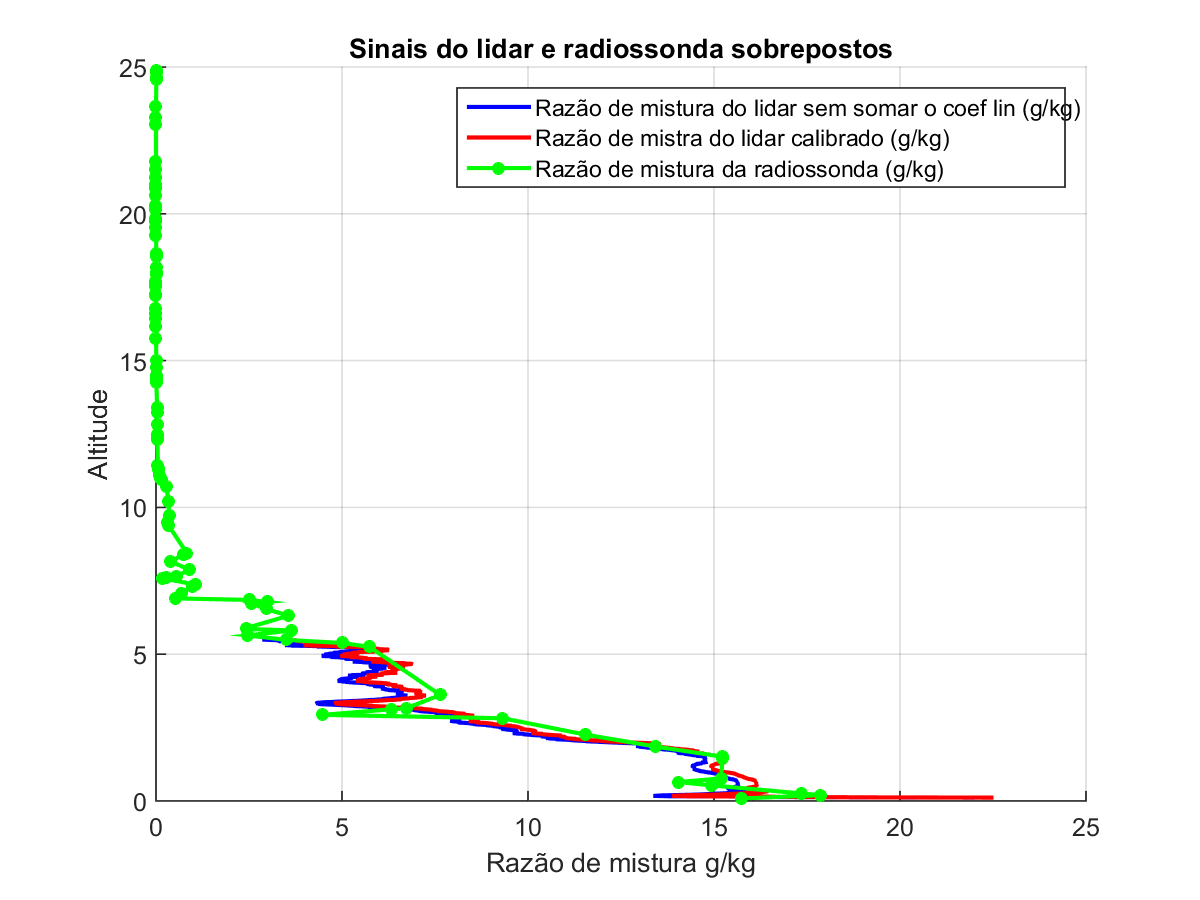 Sinais do lidar e radiossonda sobrepostos
Razão de mistura do lidar sem somar o coef lin (g/kg)
Razão de mistra do lidar calibrado (g/kg)
Razão de mistura da radiossonda (g/kg)
25
20
15
10
5
0
Altitude
0 5 10 15 20 25
Razão de mistura g/kg